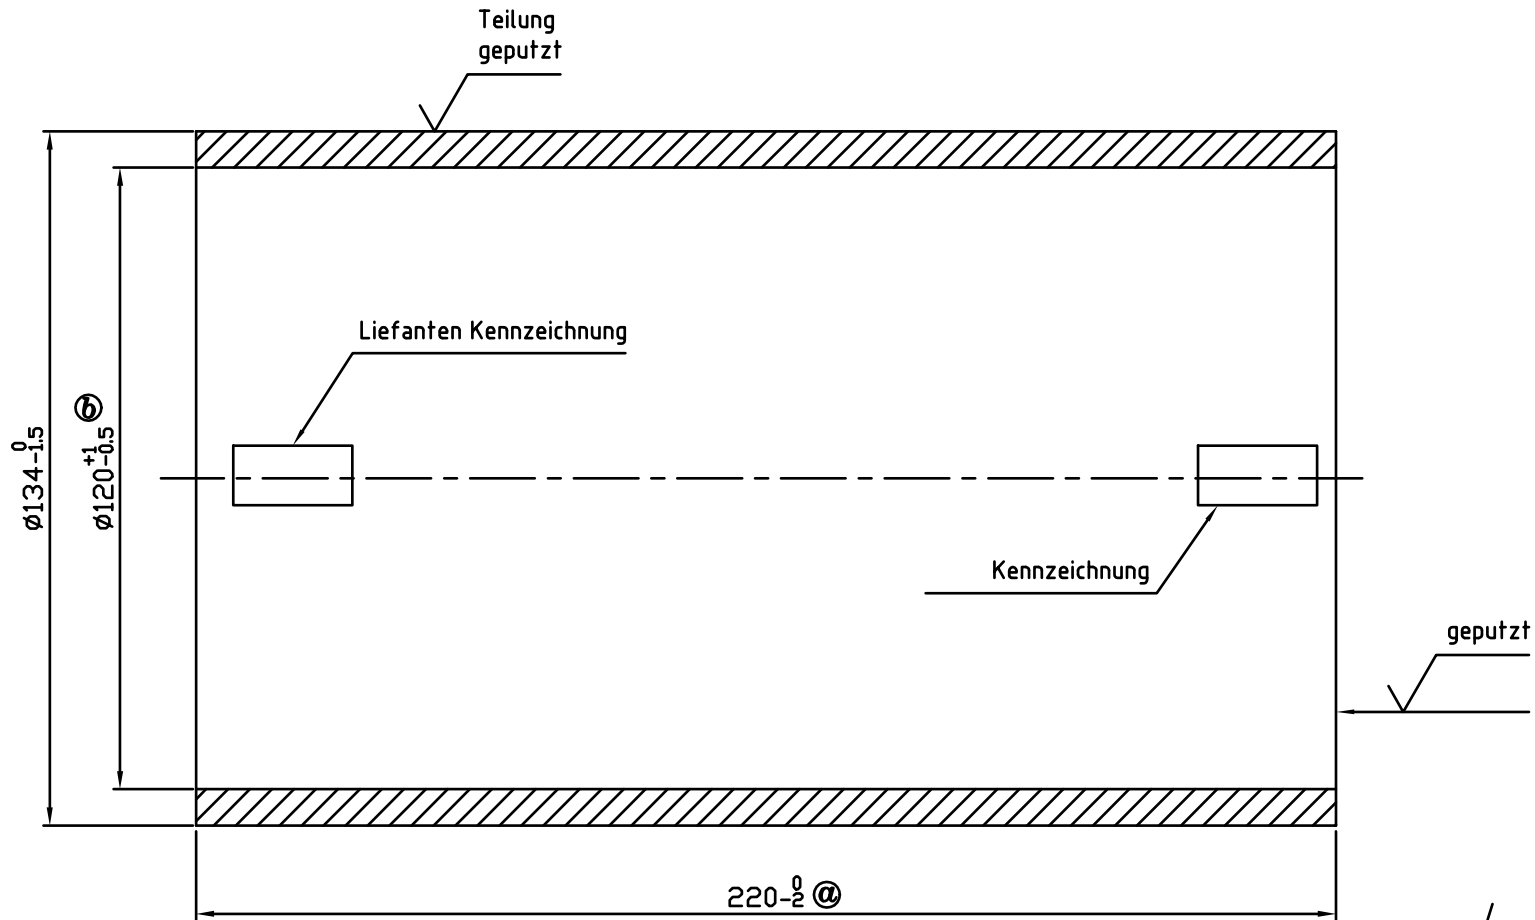 Teilung
geputzt
Liefanten Kennzeichnung
ø134 0 -1.5
ø120 +1 -0.5 b
Kennzeichnung
geputzt
220 0 -2 a